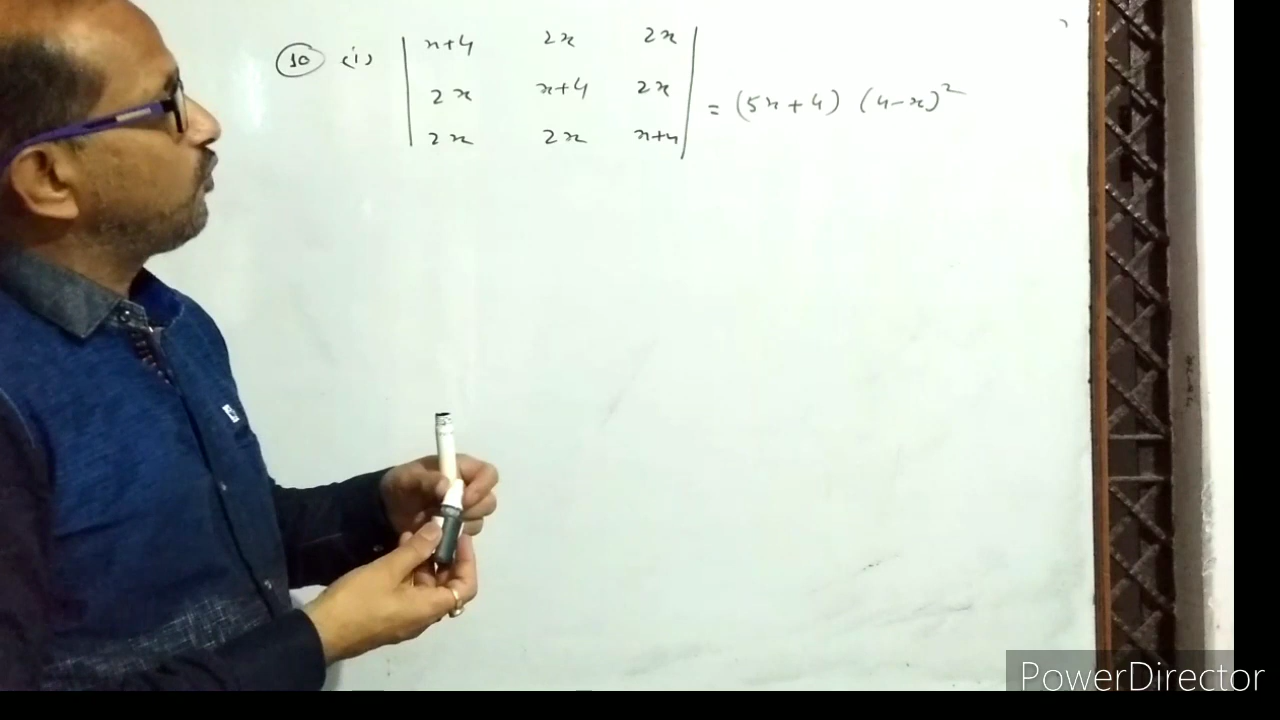 10 (i) | x+4 2x 2x |
| 2x x+4 2x | = (5x+4) (4-x)²
| 2x 2x x+4 |
PowerDirector